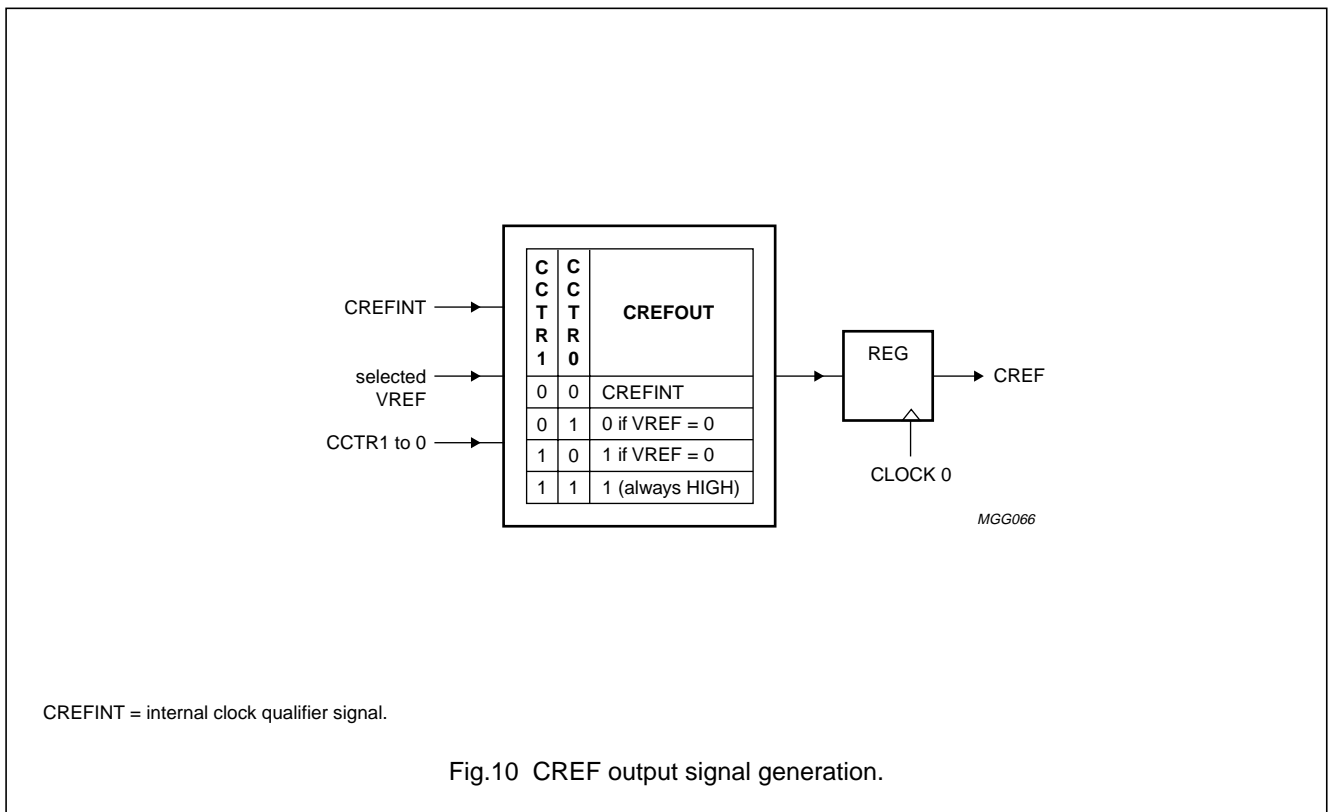 CREFINT
selected
VREF
CCTR1 to 0
CCTR1 CCTR0 CREFOUT
0 0 CREFINT
0 1 0 if VREF = 0
1 0 1 if VREF = 0
1 1 1 (always HIGH)
REG
CREF
CLOCK 0
MGG066
CREFINT = internal clock qualifier signal.
Fig.10 CREF output signal generation.